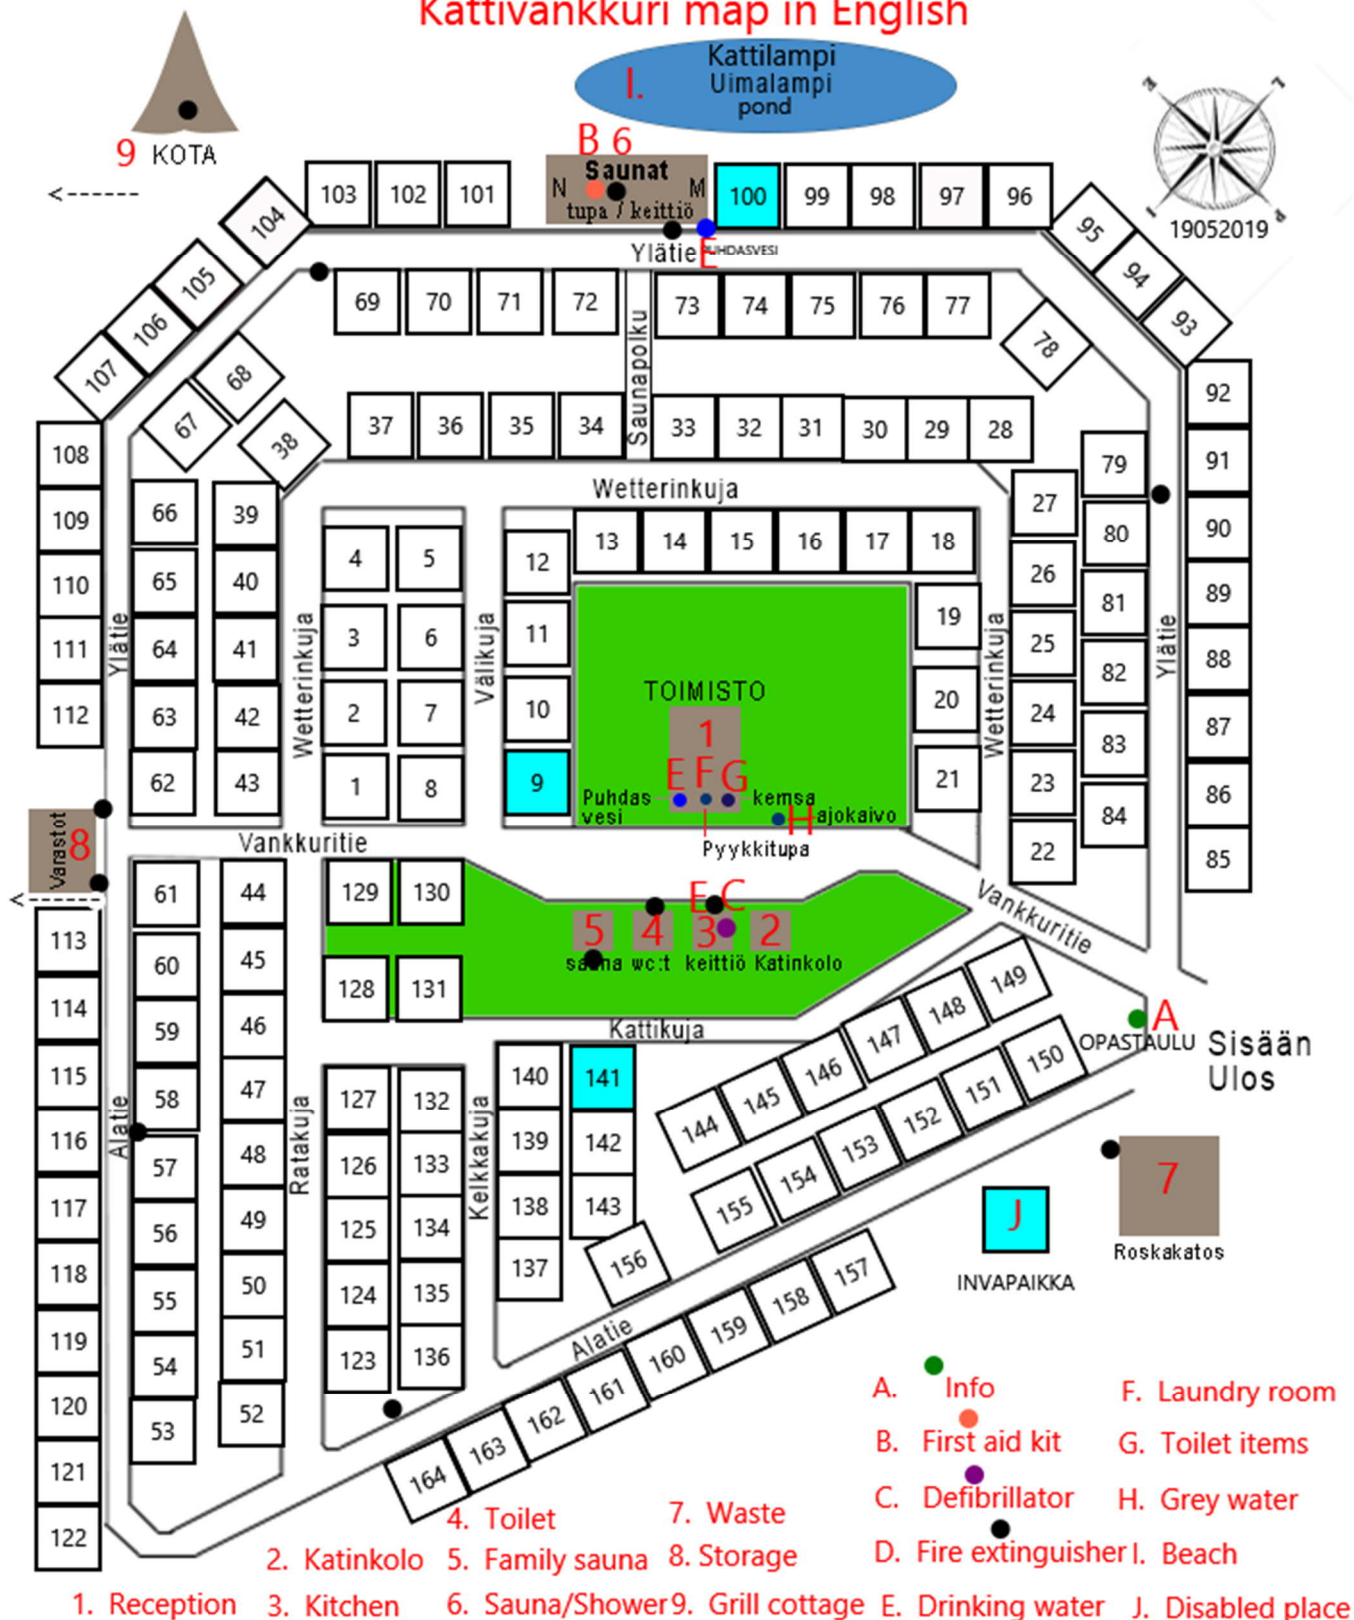 Kattivankkuri map in English
I. Kattilampi
Uimalampi
pond
9 KOTA
<------
B 6
Saunat
N M
tupa / keittiö
19052019
103 102 101 100 99 98 97 96
104 105 106 107
95 94 93
Ylätie E PUHDASVESI
69 70 71 72 73 74 75 76 77 78
68 67 38
Saunapolku
37 36 35 34 33 32 31 30 29 28
92 91 90 89 88 87 86 85
108 109 110 111 112
Ylätie
66 65 64 63 62
39 40 41 42 43
Wetterinkuja
Wetterinkuja
4 3 2 1
5 6 7 8
Välikuja
12 11 10 9
13 14 15 16 17 18
19 20 21
Wetterinkuja
27 26 25 24 23 22
79 80 81 82 83 84
Ylätie
TOIMISTO
1
E F G
Puhdas
vesi
kemsa
H ajokaivo
Pyykkitupa
Varastot 8
Vankkuritie
<------
Vankkuritie
129 130
128 131
E C
5 4 3 2
sauna wc:t keittiö Katinkolo
Kattikuja
61 60 59 58 57 56 55 54 53
44 45 46 47 48 49 50 51 52
113 114 115 116 117 118 119 120 121 122
Alatie
Ratakuja
127 126 125 124 123
132 133 134 135 136
Kelkkakuja
140 139 138 137
141 142 143
144 145 146 147 148 149
155 154 153 152 151 150
156
Alatie
164 163 162 161 160 159 158 157
A
OPASTAULU
Sisään
Ulos
7
Roskakatos
J
INVAPAIKKA
1. Reception
2. Katinkolo
3. Kitchen
4. Toilet
5. Family sauna
6. Sauna/Shower
7. Waste
8. Storage
9. Grill cottage
A. Info
B. First aid kit
C. Defibrillator
D. Fire extinguisher
E. Drinking water
F. Laundry room
G. Toilet items
H. Grey water
I. Beach
J. Disabled place